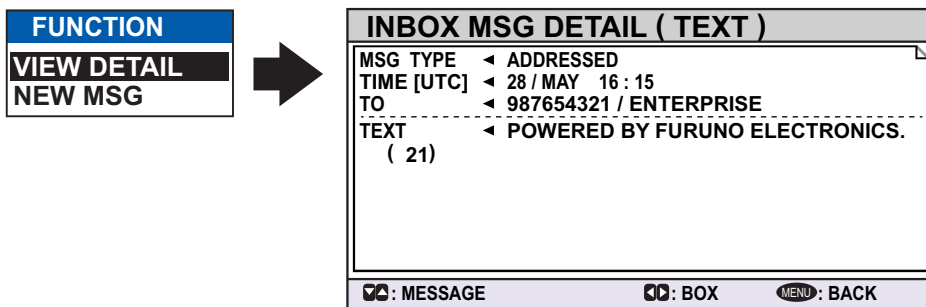 FUNCTION
VIEW DETAIL
NEW MSG
INBOX MSG DETAIL ( TEXT )
MSG TYPE ◄ ADDRESSED
TIME [UTC] ◄ 28 / MAY 16 : 15
TO ◄ 987654321 / ENTERPRISE
TEXT ◄ POWERED BY FURUNO ELECTRONICS.
( 21)
▼▲ : MESSAGE ◄► : BOX MENU : BACK